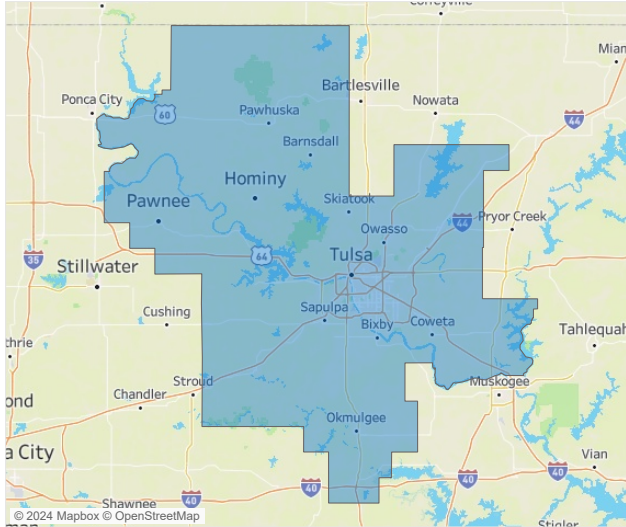 Coffeyville
Miam
Ponca City
Bartlesville
Nowata
60
Pawhuska
44
Barnsdall
Hominy
Pawnee
Skiatook
44
Pryor Creek
Owasso
64
Tulsa
35
Stillwater
Cushing
Sapulpa
Bixby
Coweta
Tahlequah
thrie
Stroud
Muskogee
Chandler
ond
Okmulgee
a City
Vian
40
40
40
40
Shawnee
Stigler
© 2024 Mapbox © OpenStreetMap